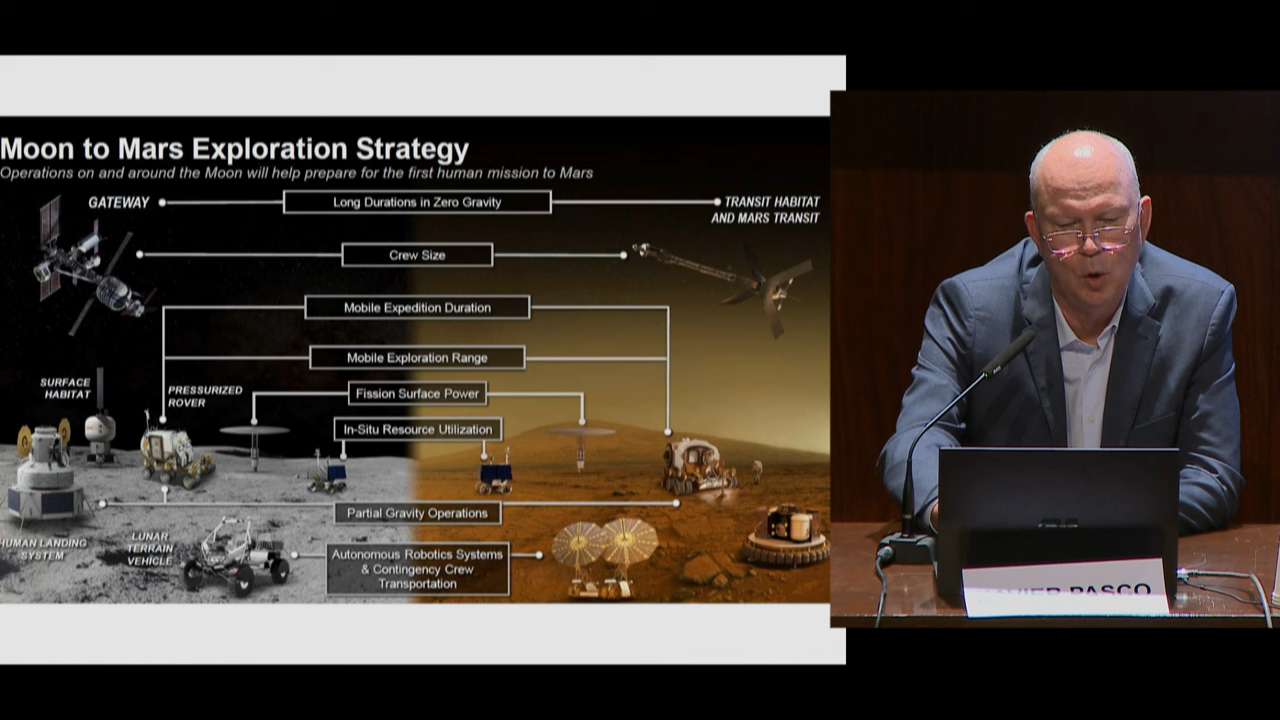 Moon to Mars Exploration Strategy
Operations on and around the Moon will help prepare for the first human mission to Mars
GATEWAY
Long Durations in Zero Gravity
TRANSIT HABITAT
AND MARS TRANSIT
Crew Size
Mobile Expedition Duration
Mobile Exploration Range
SURFACE
HABITAT
PRESSURIZED
ROVER
Fission Surface Power
In-Situ Resource Utilization
Partial Gravity Operations
HUMAN LANDING
SYSTEM
LUNAR
TERRAIN
VEHICLE
Autonomous Robotics Systems
& Contingency Crew
Transportation
PASCO